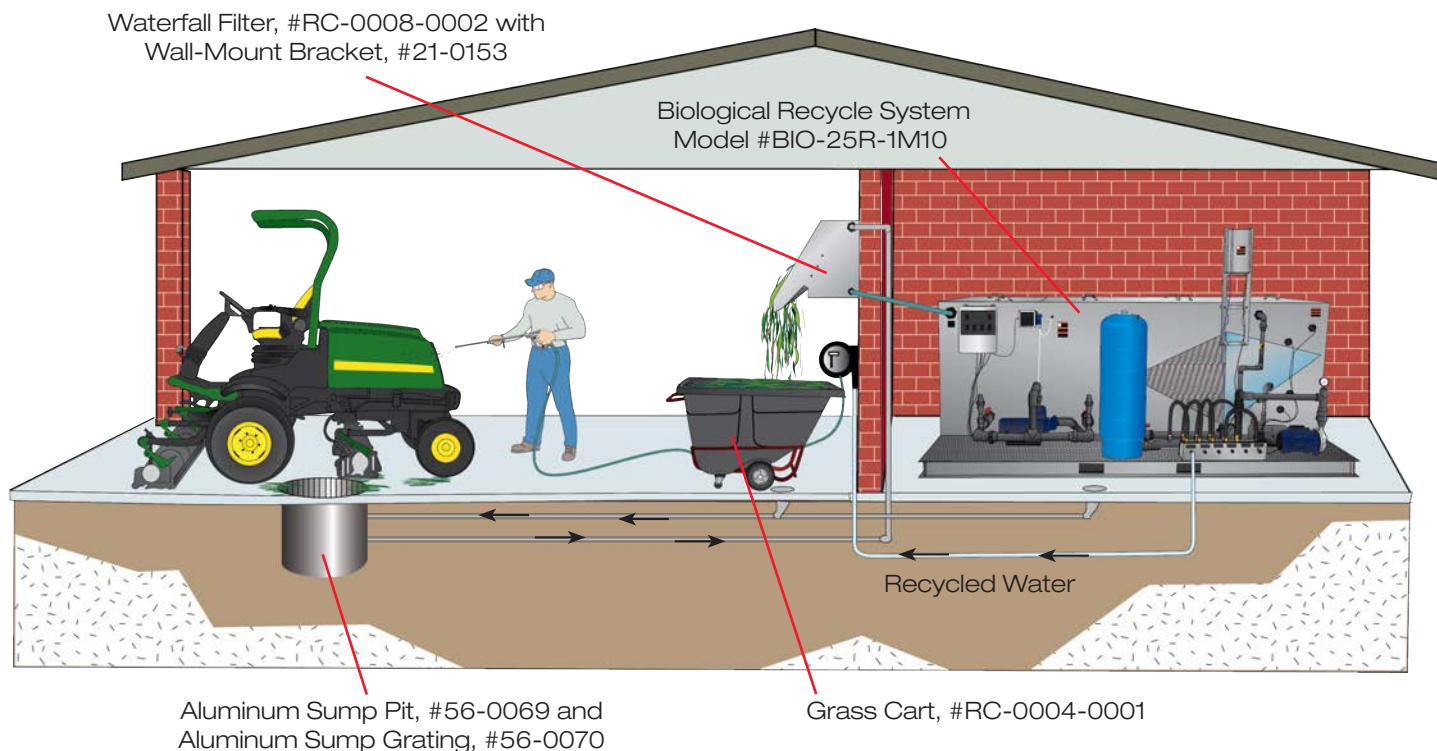 Waterfall Filter, #RC-0008-0002 with
Wall-Mount Bracket, #21-0153
Biological Recycle System
Model #BIO-25R-1M10
Recycled Water
Aluminum Sump Pit, #56-0069 and
Aluminum Sump Grating, #56-0070
Grass Cart, #RC-0004-0001